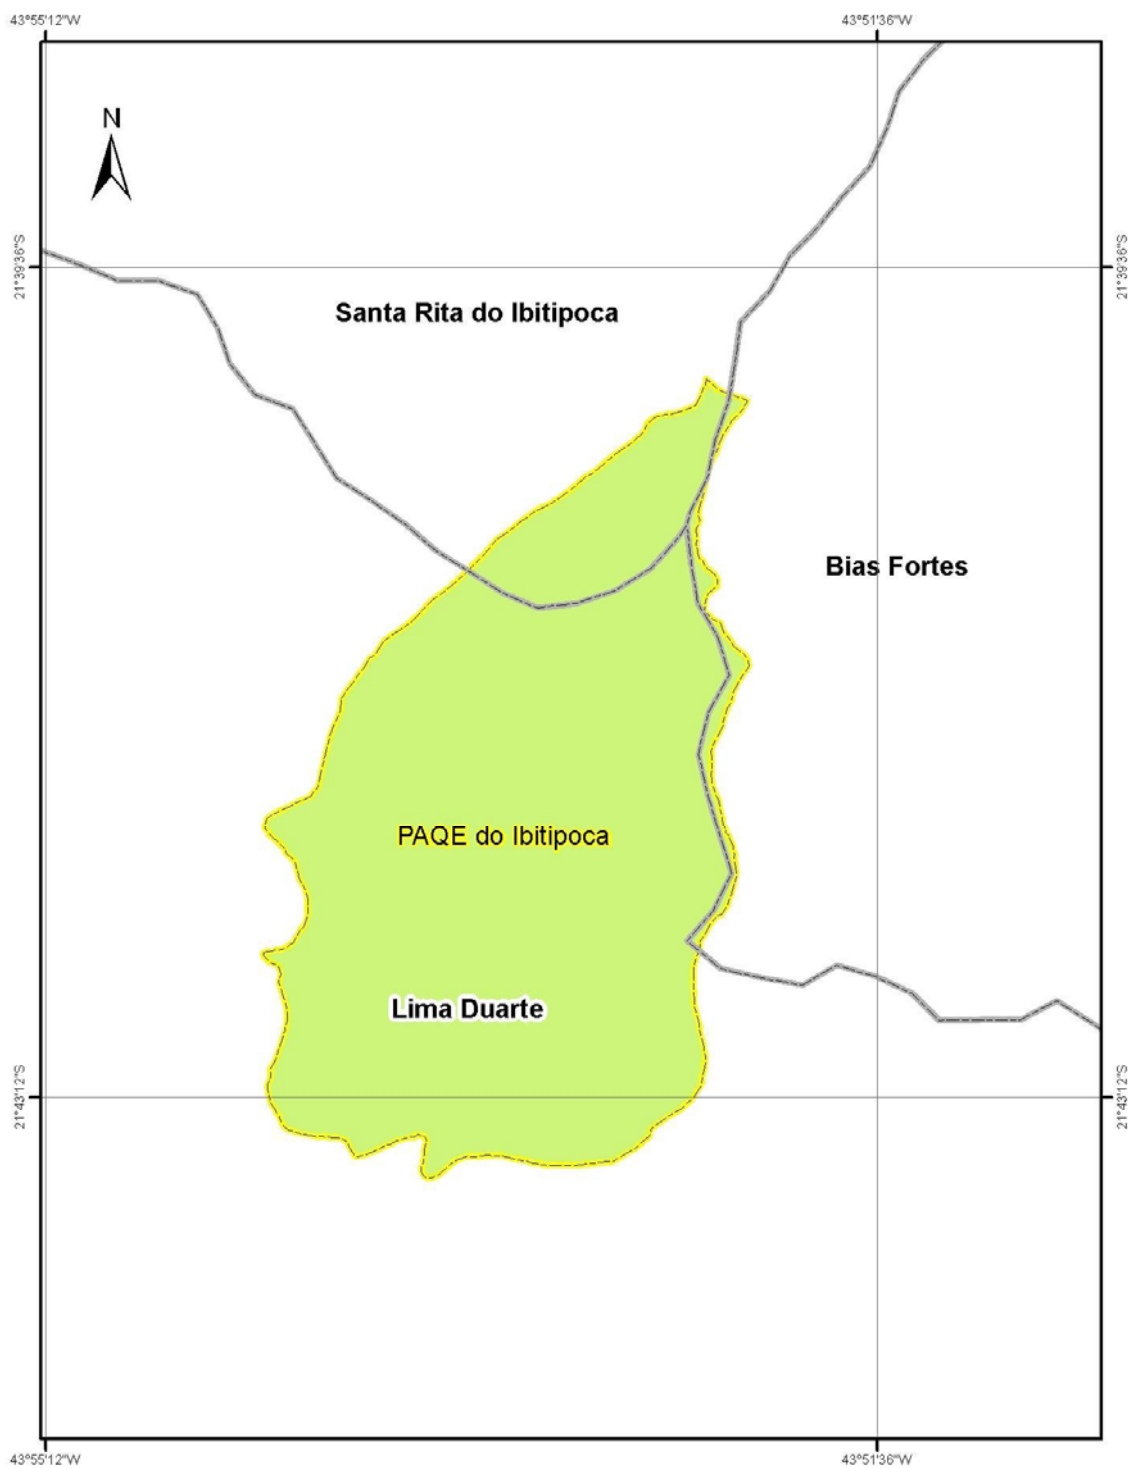 43°55'12"W
43°51'36"W
N
21°39'36"S
21°39'36"S
Santa Rita do Ibitipoca
Bias Fortes
PAQE do Ibitipoca
Lima Duarte
21°43'12"S
21°43'12"S
43°55'12"W
43°51'36"W